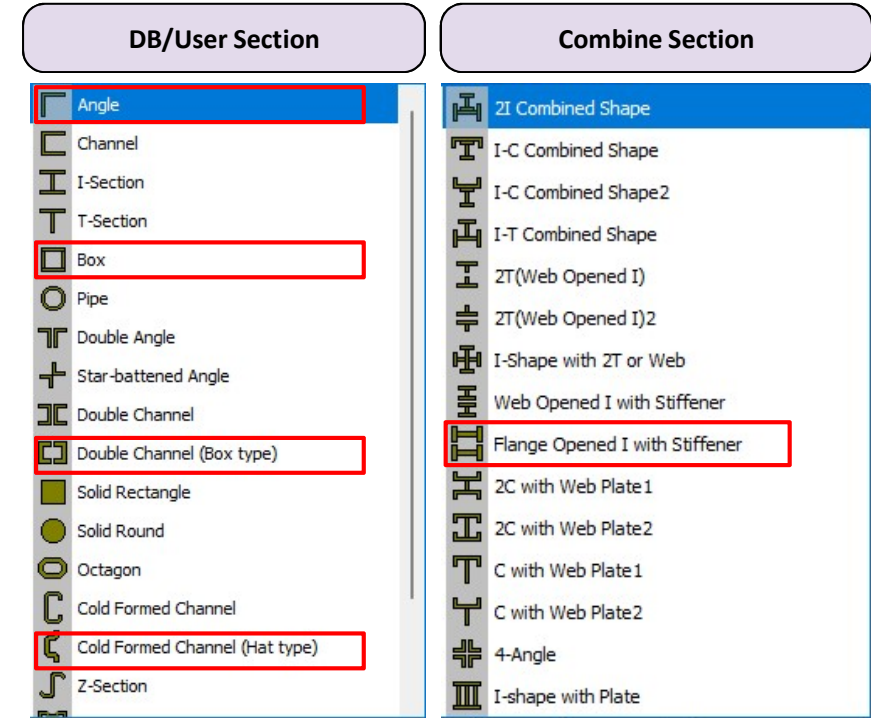 DB/User Section
Combine Section
Angle
Channel
I-Section
T-Section
Box
Pipe
Double Angle
Star-battened Angle
Double Channel
Double Channel (Box type)
Solid Rectangle
Solid Round
Octagon
Cold Formed Channel
Cold Formed Channel (Hat type)
Z-Section
2I Combined Shape
I-C Combined Shape
I-C Combined Shape2
I-T Combined Shape
2T(Web Opened I)
2T(Web Opened I)2
I-Shape with 2T or Web
Web Opened I with Stiffener
Flange Opened I with Stiffener
2C with Web Plate1
2C with Web Plate2
C with Web Plate1
C with Web Plate2
4-Angle
I-shape with Plate